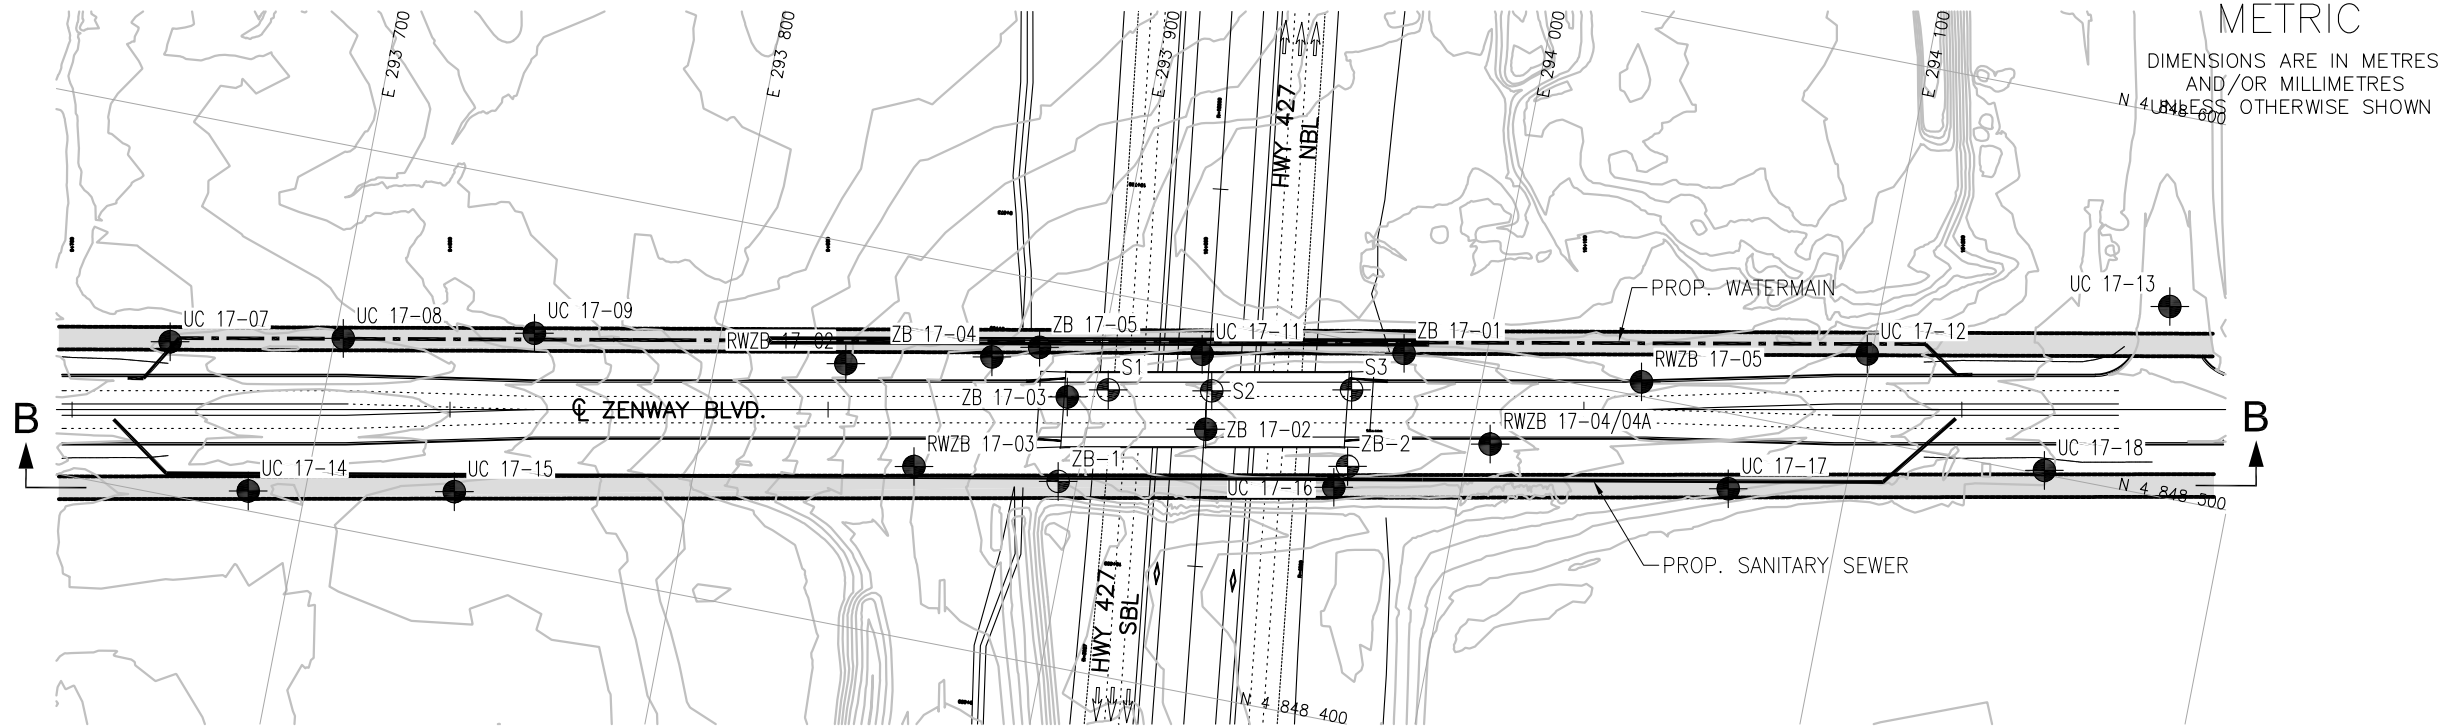 METRIC
DIMENSIONS ARE IN METRES
AND/OR MILLIMETRES
UNLESS OTHERWISE SHOWN
E 293 700
E 293 800
E 293 900
E 294 000
E 294 100
N 4 848 600
HWY 427
NBL
PROP. WATERMAIN
UC 17-13
UC 17-07
UC 17-08
UC 17-09
RWZB 17-02
ZB 17-04
ZB 17-05
UC 17-11
ZB 17-01
UC 17-12
RWZB 17-05
S1
S2
S3
ZB 17-03
B
℄ ZENWAY BLVD.
ZB 17-02
RWZB 17-04/04A
B
RWZB 17-03
ZB-1
ZB-2
UC 17-14
UC 17-15
UC 17-16
UC 17-17
UC 17-18
N 4 848 500
PROP. SANITARY SEWER
HWY 427
SBL
N 4 848 400